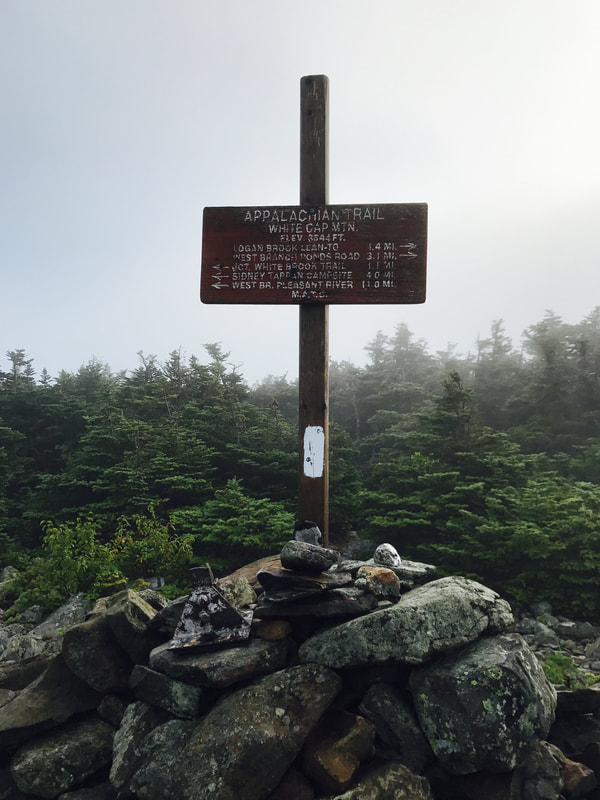 APPALACHIAN TRAIL
WHITE CAP MTN.
ELEV. 3644 FT.
LOGAN BROOK LEAN-TO 1.4 MI.
WEST BRANCH PONDS ROAD 3.1 MI.
JCT. WHITE BROOK TRAIL 1.1 MI.
SIDNEY TAPPAN CAMPSITE 4.0 MI.
WEST BR. PLEASANT RIVER 11.0 MI.
M.A.T.C.